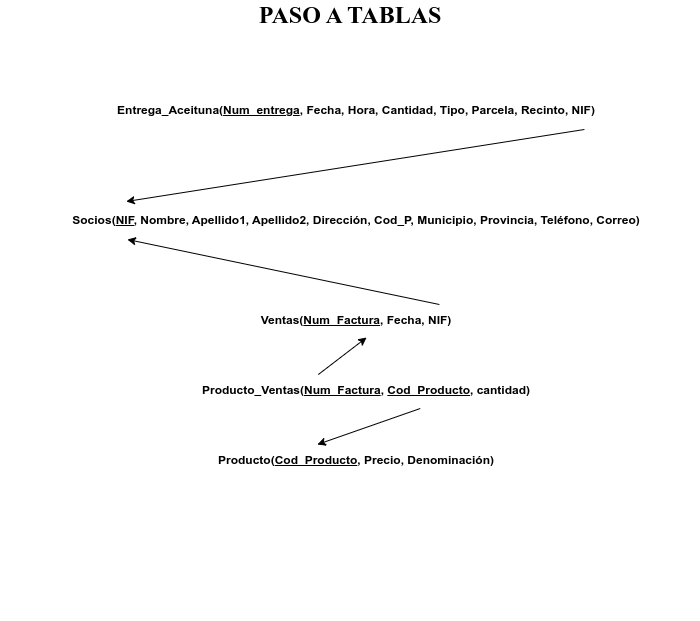 PASO A TABLAS
Entrega_Aceituna(Num_entrega, Fecha, Hora, Cantidad, Tipo, Parcela, Recinto, NIF)
Socios(NIF, Nombre, Apellido1, Apellido2, Dirección, Cod_P, Municipio, Provincia, Teléfono, Correo)
Ventas(Num_Factura, Fecha, NIF)
Producto_Ventas(Num_Factura, Cod_Producto, cantidad)
Producto(Cod_Producto, Precio, Denominación)